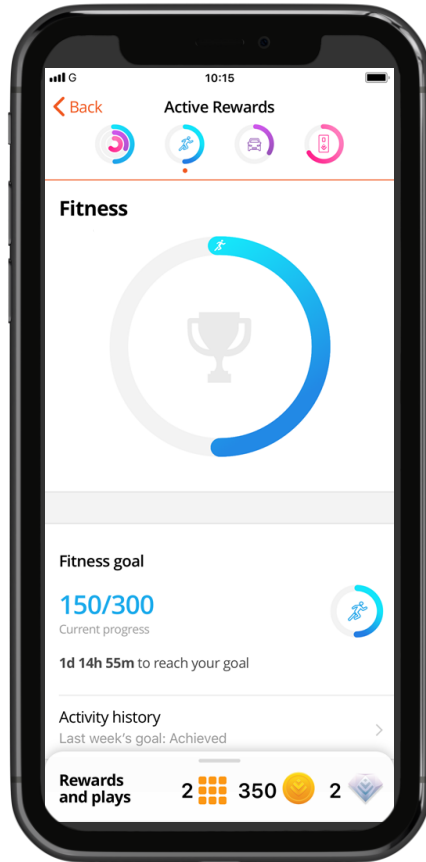 G 10:15
Back Active Rewards
Fitness
Fitness goal
150/300
Current progress
1d 14h 55m to reach your goal
Activity history
Last week's goal: Achieved
Rewards
and plays 2 350 2